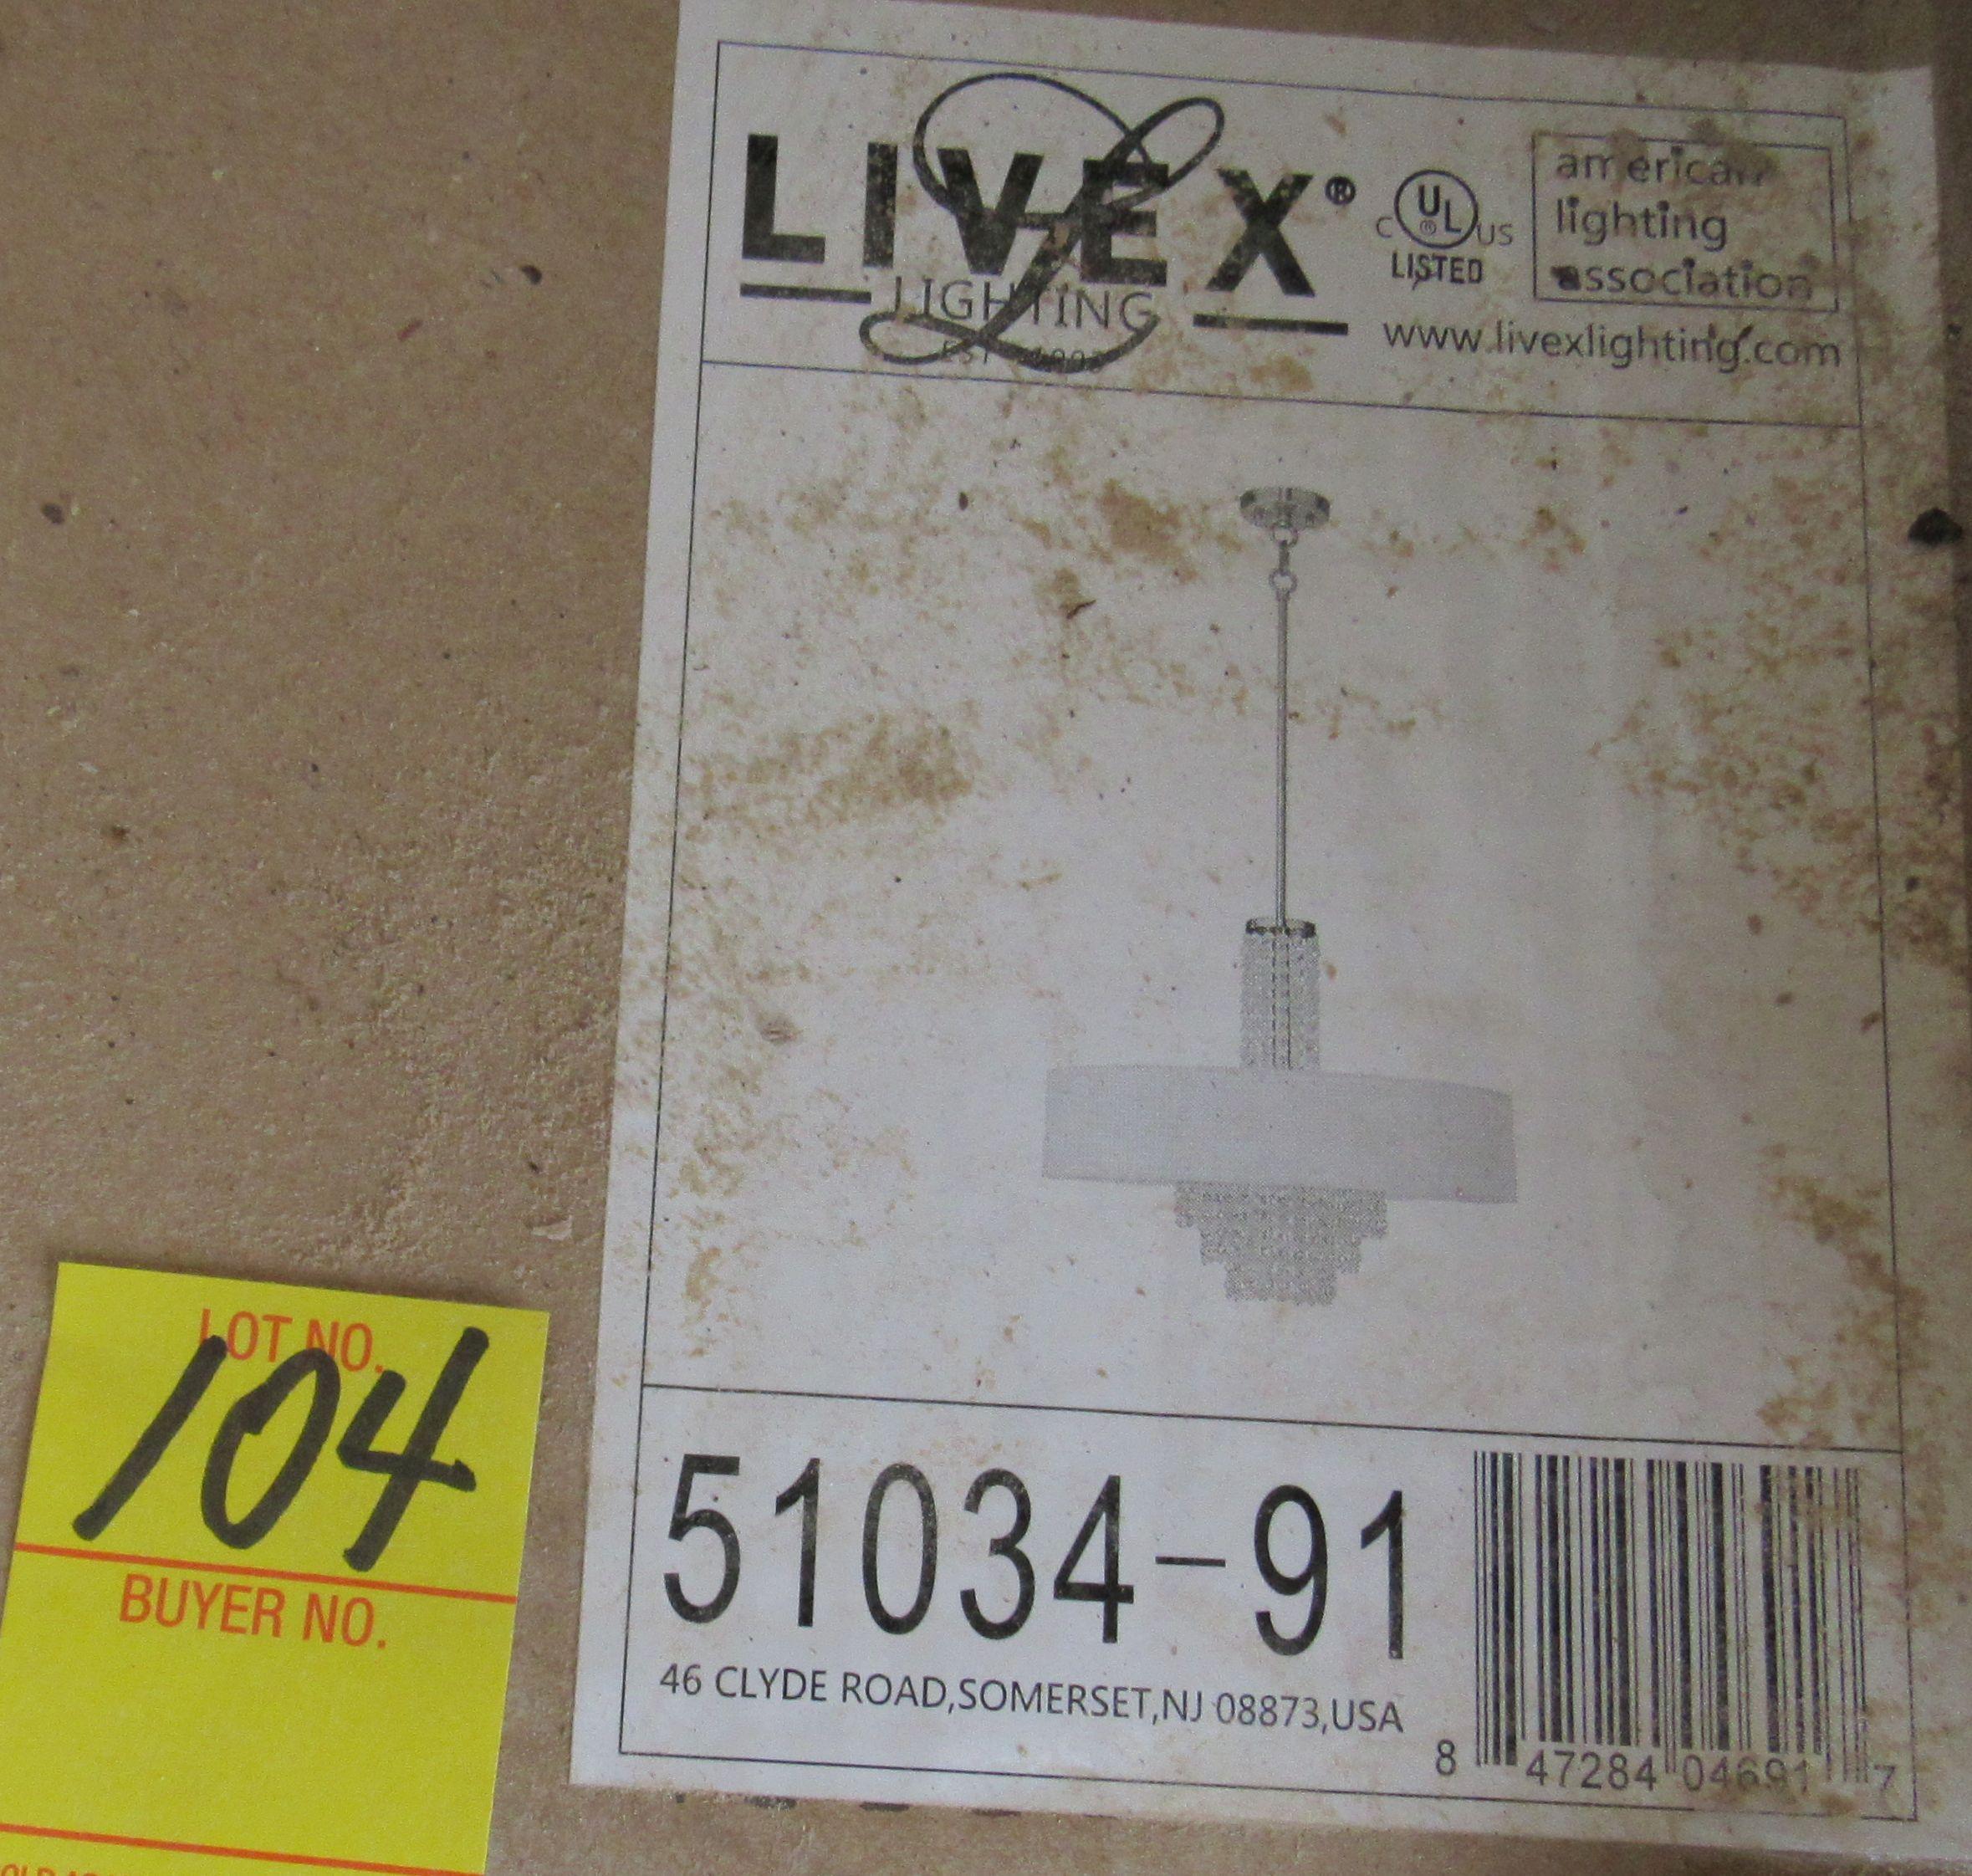 LIVEX®
LIGHTING
C UL® US
LISTED
american
lighting
association
www.livexlighting.com
LOT NO.
104
BUYER NO.
51034-91
46 CLYDE ROAD,SOMERSET,NJ 08873,USA
8 47284 04691 7